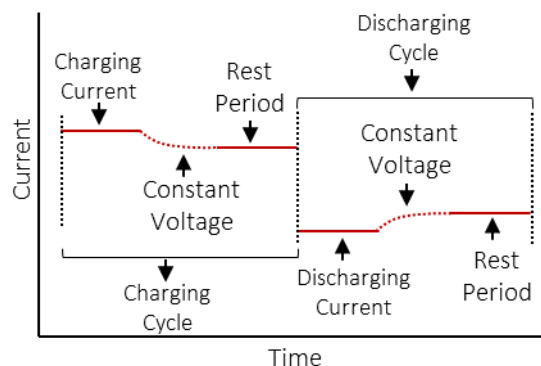 Discharging
Cycle
Charging
Current
Rest
Period
Constant
Voltage
Constant
Voltage
Current
Charging
Cycle
Discharging
Current
Rest
Period
Time